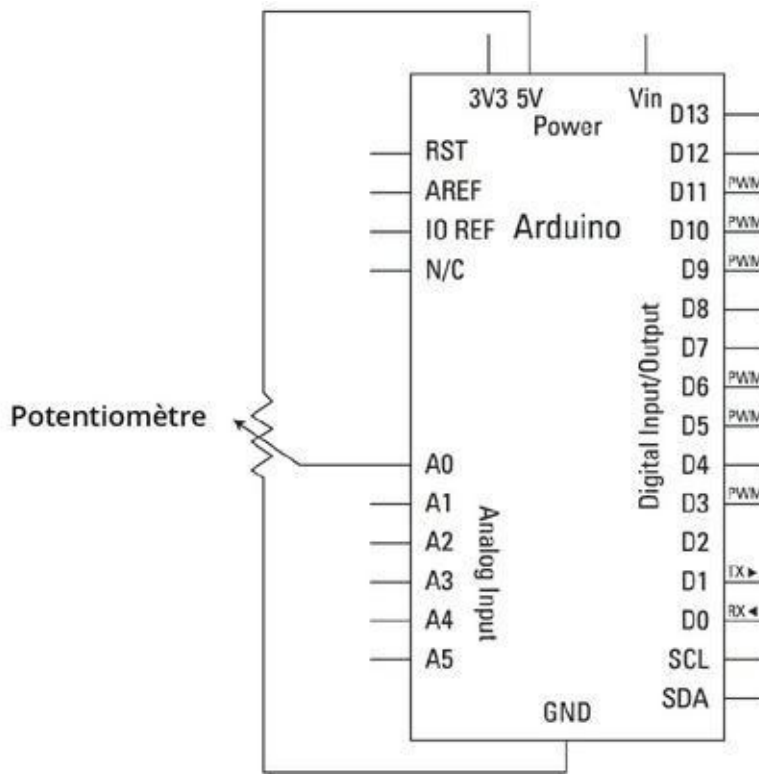 3V3 5V Vin
Power
D13
RST
D12
AREF
D11 PWM
IO REF
Arduino
D10 PWM
N/C
D9 PWM
D8
D7
D6 PWM
Potentiomètre
D5 PWM
A0
D4
A1
D3 PWM
A2
D2
A3
D1 TX ►
A4
D0 RX ◄
A5
SCL
SDA
Analog Input
Digital Input/Output
GND